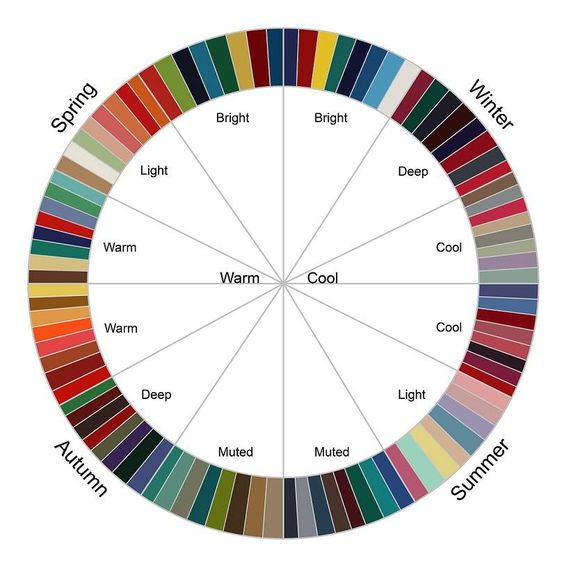 Spring
Winter
Bright
Bright
Light
Deep
Warm
Cool
Warm
Cool
Warm
Cool
Deep
Light
Muted
Muted
Autumn
Summer